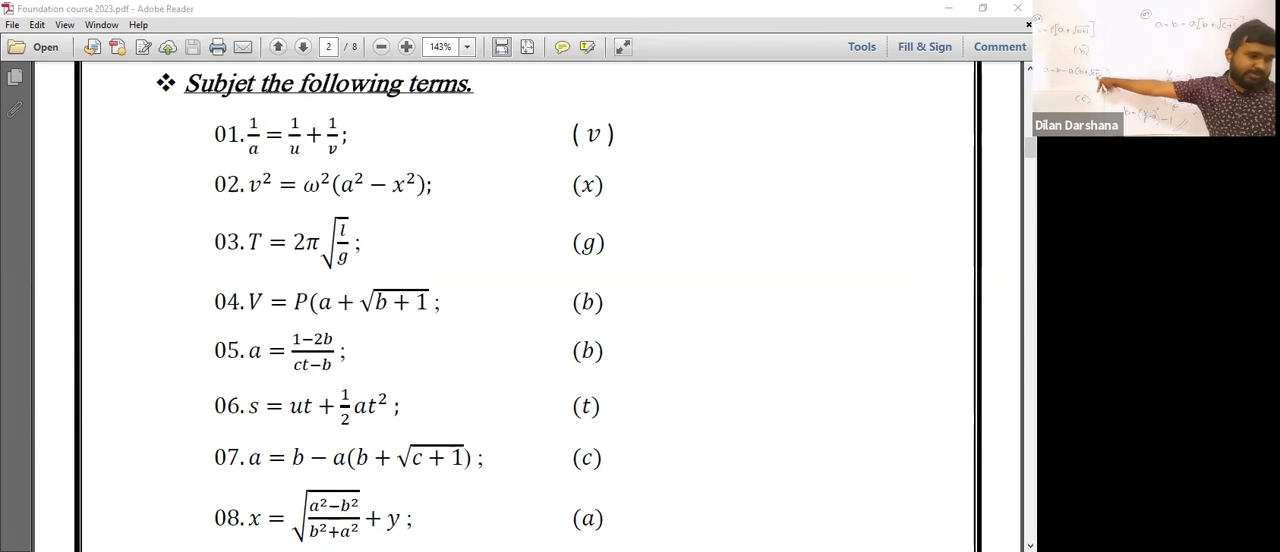 Foundation course 2023.pdf - Adobe Reader
File Edit View Window Help
Open 2 / 8 143% Tools Fill & Sign Comment
❖ Subjet the following terms.
01. 1/a = 1/u + 1/v; ( v )
02. v² = ω²(a² − x²); (x)
03. T = 2π√(l/g) ; (g)
04. V = P(a + √(b + 1) ; (b)
05. a = (1−2b)/(ct−b) ; (b)
06. s = ut + 1/2 at² ; (t)
07. a = b − a(b + √(c + 1)) ; (c)
08. x = √((a²−b²)/(b²+a²)) + y ; (a)
Dilan Darshana